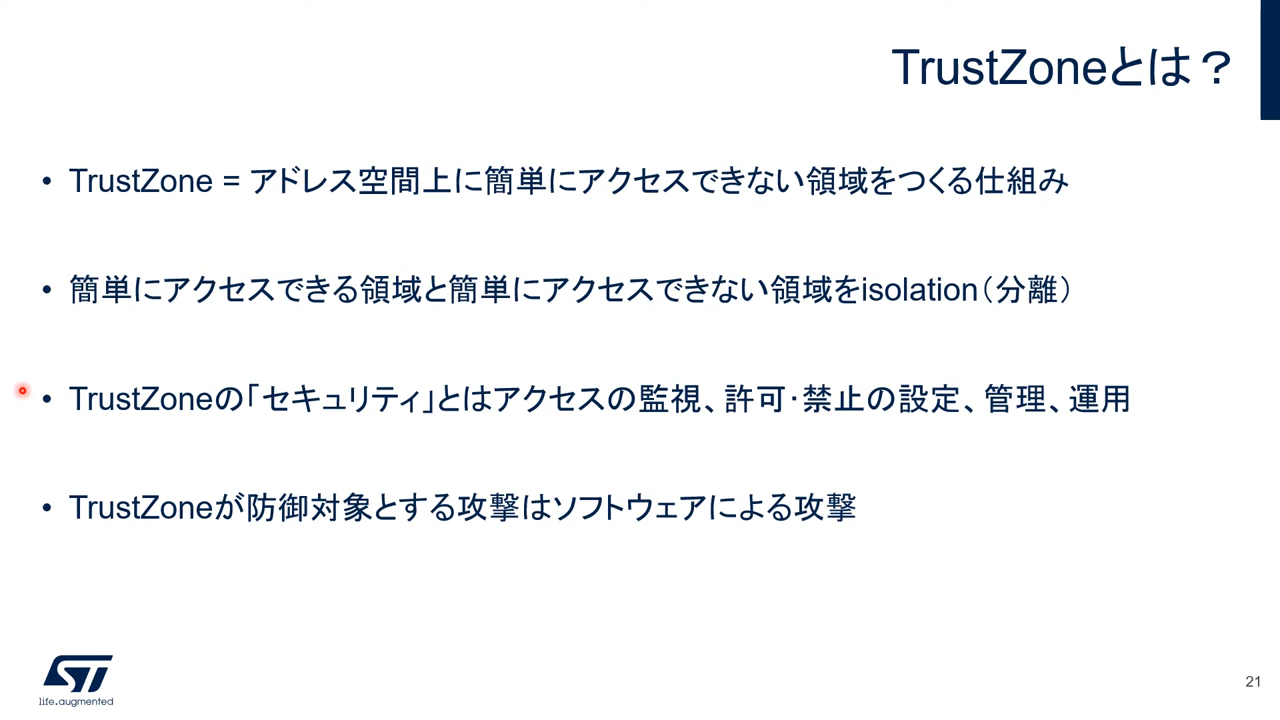 TrustZoneとは？
• TrustZone = アドレス空間上に簡単にアクセスできない領域をつくる仕組み
• 簡単にアクセスできる領域と簡単にアクセスできない領域をisolation（分離）
• TrustZoneの「セキュリティ」とはアクセスの監視、許可・禁止の設定、管理、運用
• TrustZoneが防御対象とする攻撃はソフトウェアによる攻撃
ST
life.augmented
21